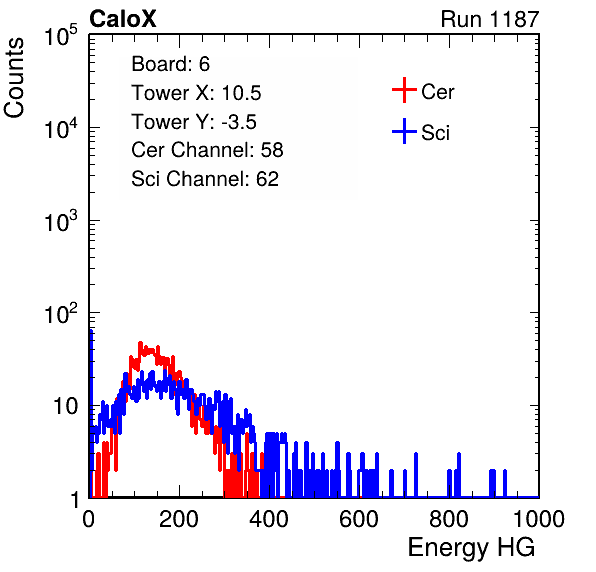 CaloX Run 1187
Counts
10^5
10^4
10^3
10^2
10
1
Board: 6
Tower X: 10.5
Tower Y: -3.5
Cer Channel: 58
Sci Channel: 62
Cer
Sci
0 200 400 600 800 1000
Energy HG